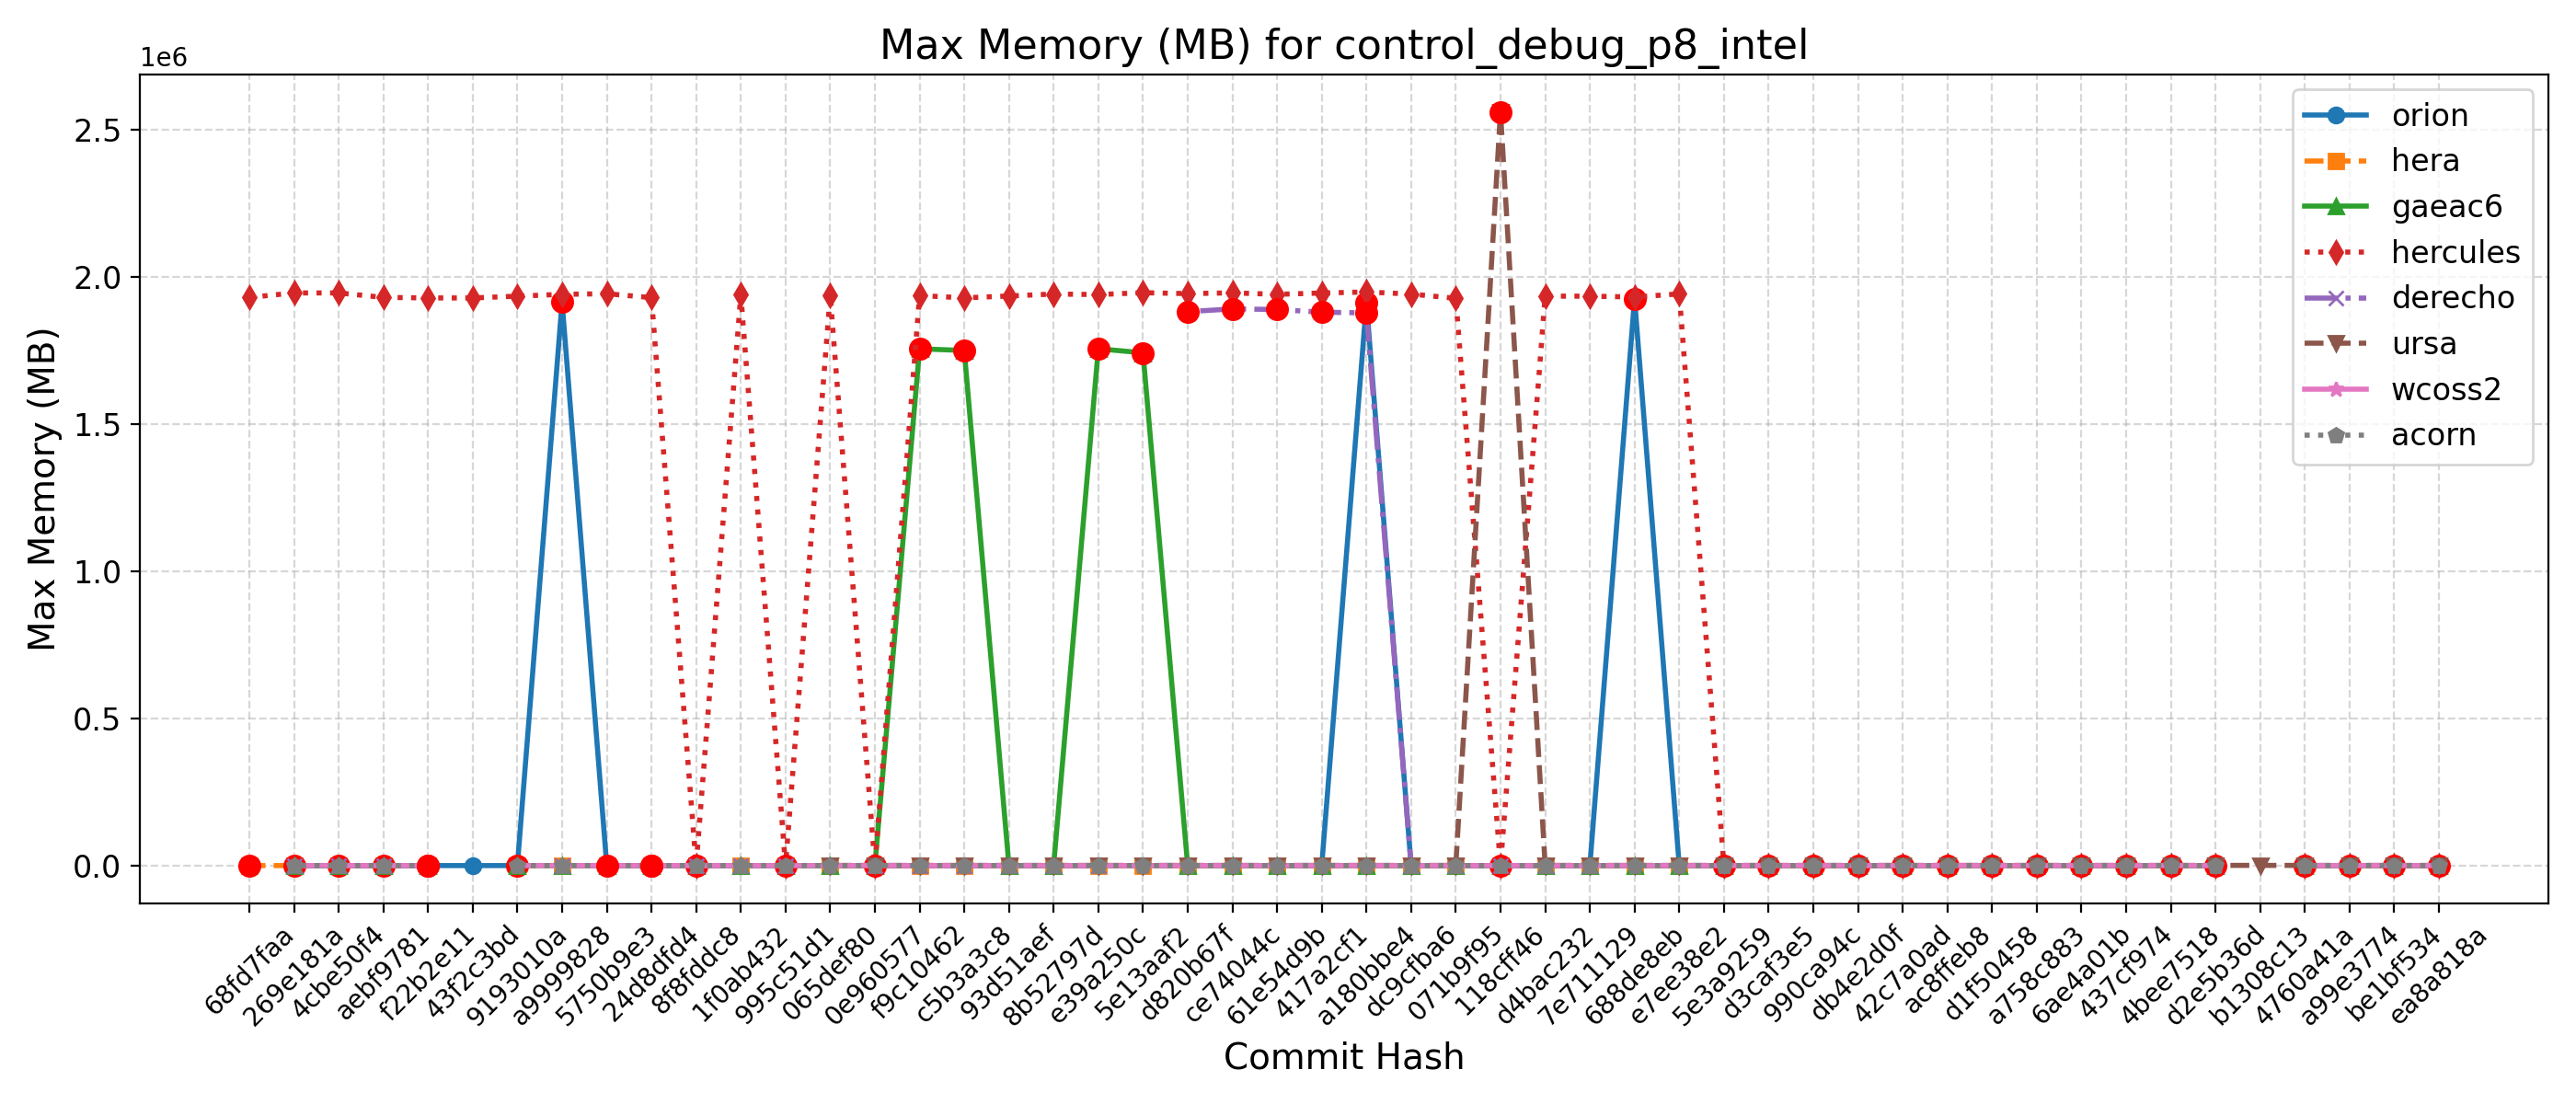 Max Memory (MB) for control_debug_p8_intel
1e6
2.5
2.0
1.5
1.0
0.5
0.0
Max Memory (MB)
orion
hera
gaeac6
hercules
derecho
ursa
wcoss2
acorn
68fd7faa
269e181a
4cbe50f4
aebf9781
f22b2e11
43f2c3bd
9193010a
a9999828
5750b9e3
24d8dfd4
8f8fddc8
1f0ab432
995c51d1
065def80
0e960577
f9c10462
c5b3a3c8
93d51aef
8b52797d
e39a250c
5e13aaf2
d820b67f
ce74044c
61e54d9b
417a2cf1
a180bbe4
dc9cfba6
071b9f95
118cff46
d4bac232
7e711129
688de8eb
e7ee38e2
5e3a9259
d3caf3e5
990ca94c
db4e2d0f
42c7a0ad
ac8ffeb8
d1f50458
a758c883
6ae4a01b
437cf974
4bee7518
d2e5b36d
b1308c13
4760a41a
a99e3774
be1bf534
ea8a818a
Commit Hash